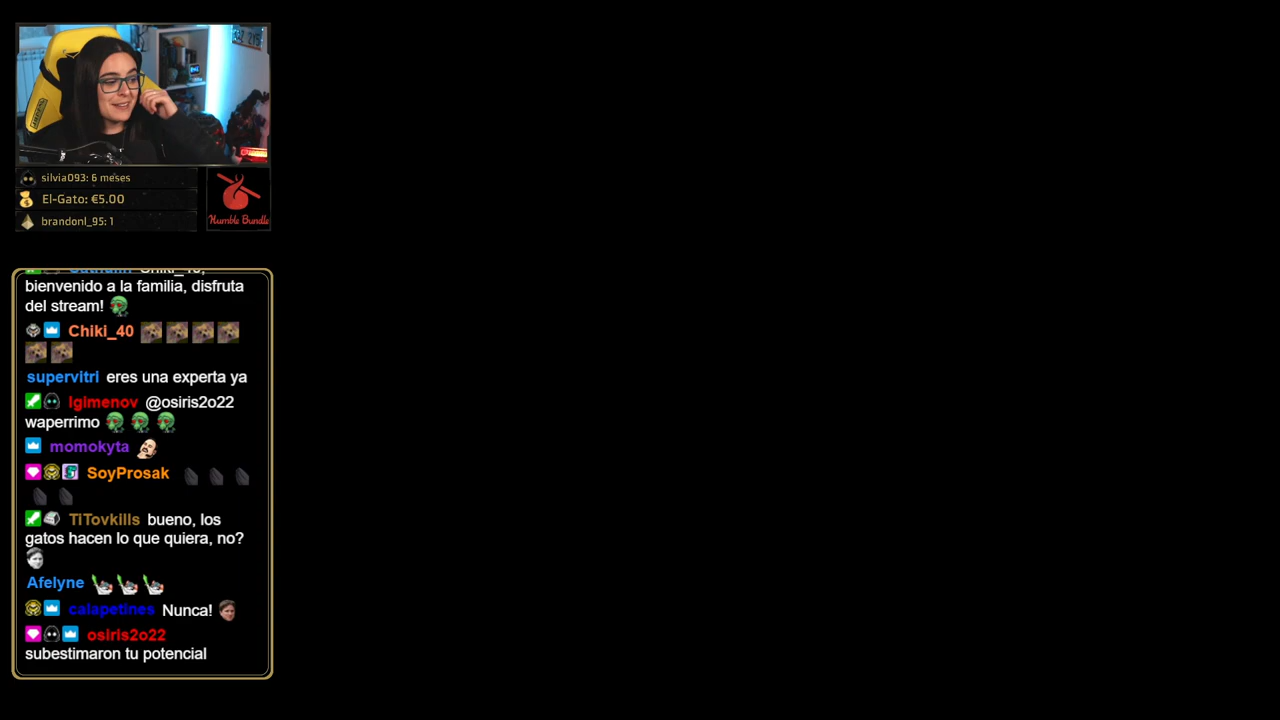 silvia093: 6 meses
El-Gato: €5.00
brandonl_95: 1
Humble Bundle
bienvenido a la familia, disfruta
del stream!
Chiki_40
supervitri eres una experta ya
Iglmenov @osiris2o22
waperrimo
momokyta
SoyProsak
TiTovkills bueno, los
gatos hacen lo que quiera, no?
Afelyne
calapetines Nunca!
osiris2o22
subestimaron tu potencial